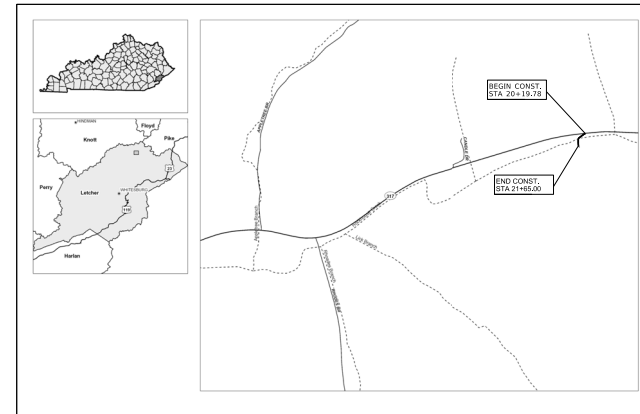 HINDMAN
Knott
Floyd
Pike
23
Perry
Letcher
WHITESBURG
119
Harlan
BEGIN CONST.
STA 20+19.78
END CONST.
STA 21+65.00
317